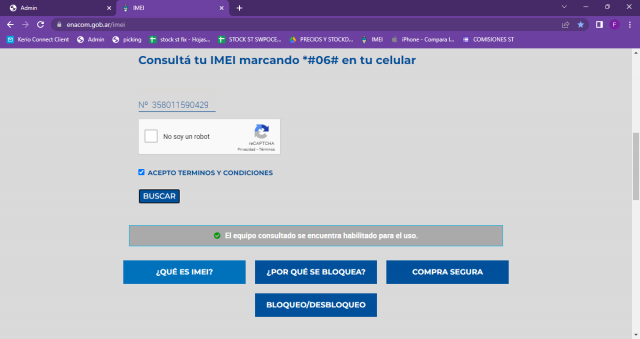 Admin
IMEI
enacom.gob.ar/imei
Kerio Connect Client
Admin
picking
stock st fix - Hojas...
STOCK ST SWPOCE...
PRECIOS Y STOCKD...
IMEI
iPhone - Compara l...
COMISIONES ST
Consultá tu IMEI marcando *#06# en tu celular
Nº 358011590429
No soy un robot
reCAPTCHA
Privacidad - Términos
ACEPTO TERMINOS Y CONDICIONES
BUSCAR
El equipo consultado se encuentra habilitado para el uso.
¿QUÉ ES IMEI?
¿POR QUÉ SE BLOQUEA?
COMPRA SEGURA
BLOQUEO/DESBLOQUEO